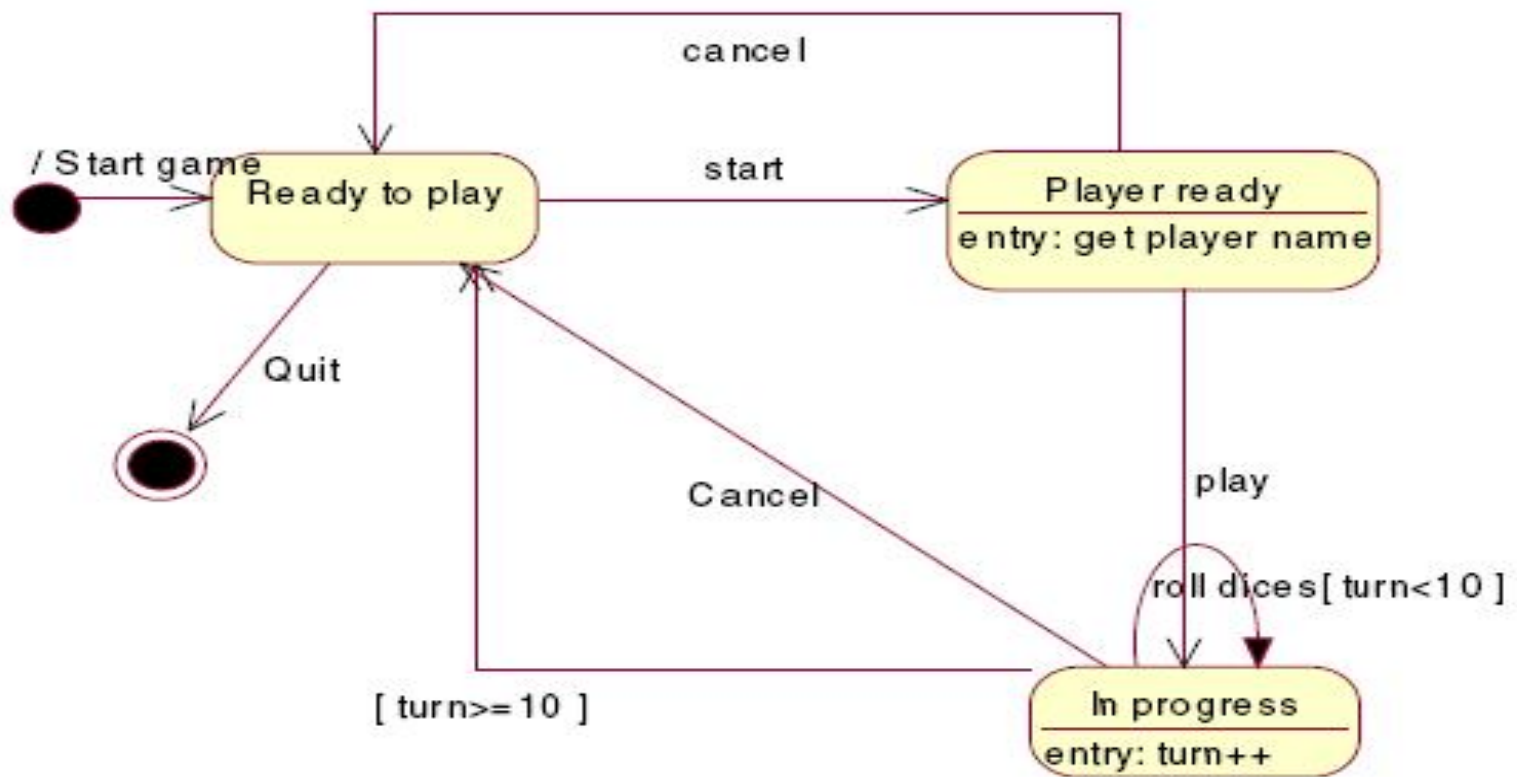 cancel
/ Start game
Ready to play
start
Player ready
entry: get player name
Quit
Cancel
play
roll dices[ turn<10 ]
[ turn>=10 ]
In progress
entry: turn++